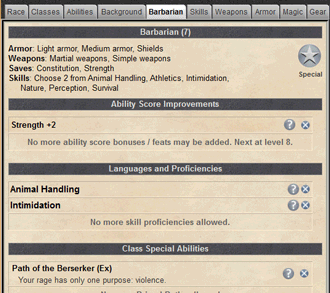 Race Classes Abilities Background Barbarian Skills Weapons Armor Magic Gear
Barbarian (7)
Armor: Light armor, Medium armor, Shields
Weapons: Martial weapons, Simple weapons
Saves: Constitution, Strength
Skills: Choose 2 from Animal Handling, Athletics, Intimidation,
Nature, Perception, Survival
Special
Ability Score Improvements
Strength +2
No more ability score bonuses / feats may be added. Next at level 8.
Languages and Proficiencies
Animal Handling
Intimidation
No more skill proficiencies allowed.
Class Special Abilities
Path of the Berserker (Ex)
Your rage has only one purpose: violence.